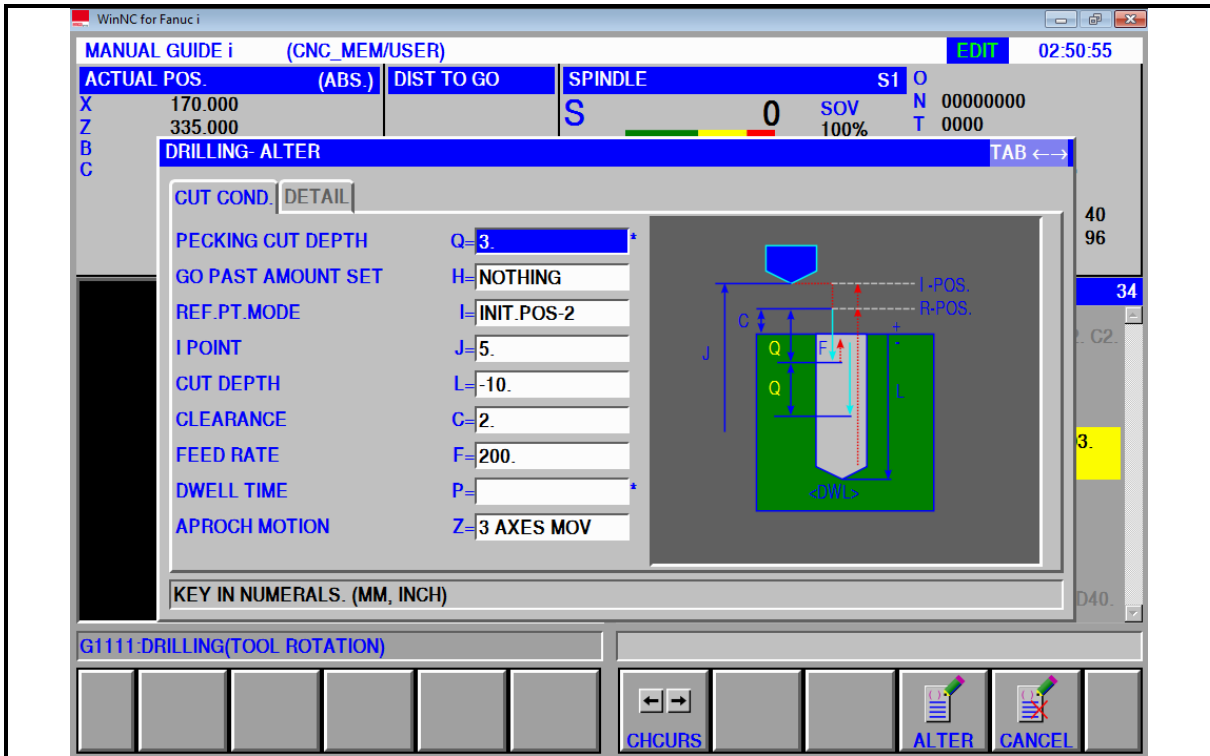 WinNC for Fanuc i
MANUAL GUIDE i (CNC_MEM/USER) EDIT 02:50:55
ACTUAL POS. (ABS.) DIST TO GO SPINDLE S1 O
X 170.000 S 0 SOV N 00000000
Z 335.000 100% T 0000
B
C
DRILLING- ALTER TAB ←→
CUT COND. DETAIL
40
96
34
PECKING CUT DEPTH Q=3. *
GO PAST AMOUNT SET H=NOTHING
REF.PT.MODE I=INIT.POS-2
I POINT J=5.
CUT DEPTH L=-10.
CLEARANCE C=2.
FEED RATE F=200.
DWELL TIME P= *
APROCH MOTION Z=3 AXES MOV
I-POS.
R-POS.
C
+
-
J
Q
F
Q
L
<DWL>
2. C2.
3.
D40.
KEY IN NUMERALS. (MM, INCH)
G1111:DRILLING(TOOL ROTATION)
← →
CHCURS ALTER CANCEL